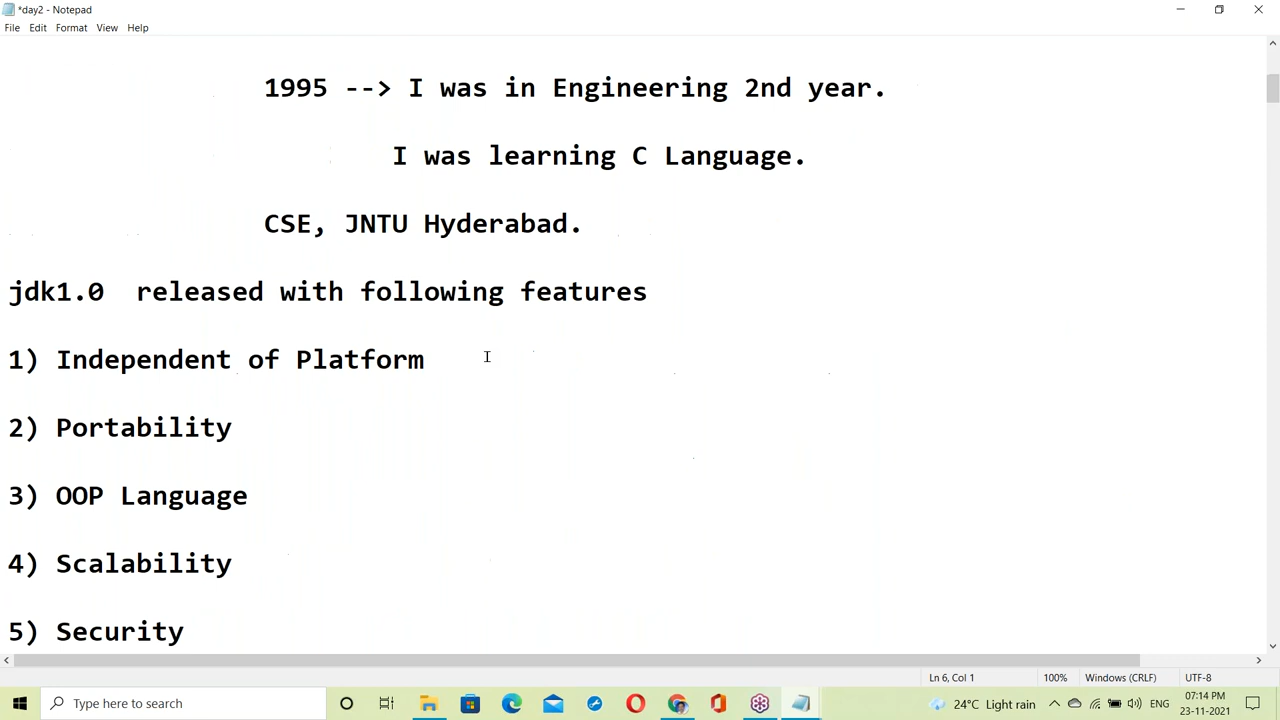 *day2 - Notepad
File Edit Format View Help
1995 --> I was in Engineering 2nd year.
I was learning C Language.
CSE, JNTU Hyderabad.
jdk1.0 released with following features
1) Independent of Platform
2) Portability
3) OOP Language
4) Scalability
5) Security
Ln 6, Col 1 100% Windows (CRLF) UTF-8
Type here to search 24°C Light rain ENG 07:14 PM
23-11-2021